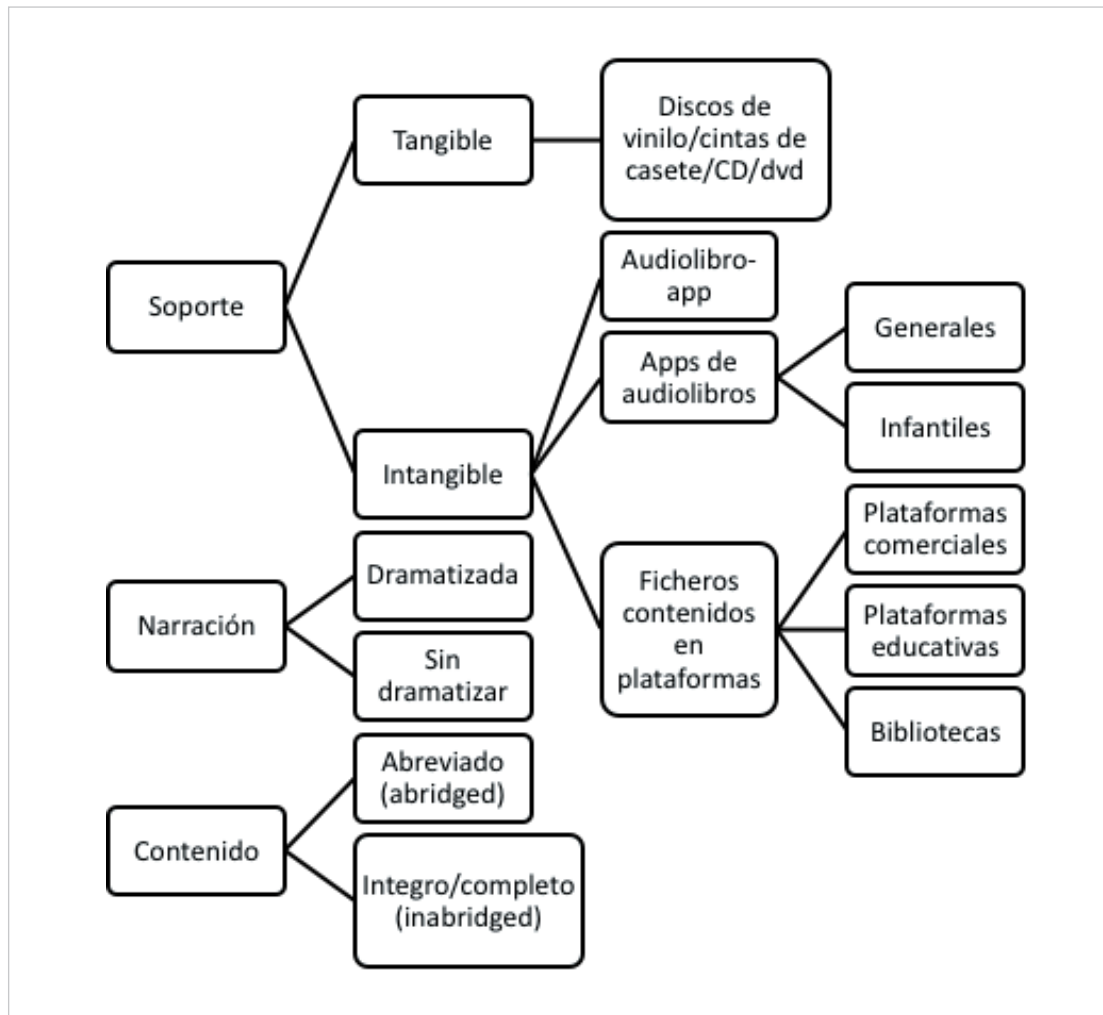 Soporte
Tangible
Discos de
vinilo/cintas de
casete/CD/dvd
Intangible
Audiolibro-
app
Apps de
audiolibros
Generales
Infantiles
Ficheros
contenidos
en
plataformas
Plataformas
comerciales
Plataformas
educativas
Bibliotecas
Narración
Dramatizada
Sin
dramatizar
Contenido
Abreviado
(abridged)
Integro/completo
(inabridged)